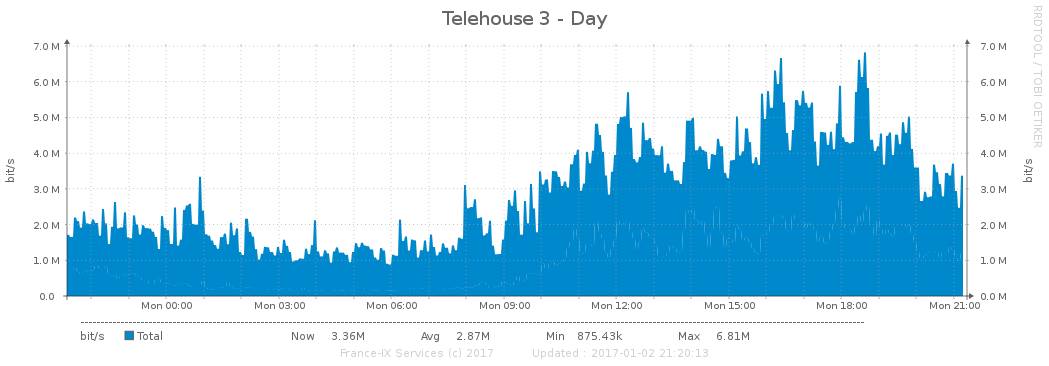 Telehouse 3 - Day
RRDTOOL / TOBI OETIKER
bit/s
7.0 M
6.0 M
5.0 M
4.0 M
3.0 M
2.0 M
1.0 M
0.0
7.0 M
6.0 M
5.0 M
4.0 M
3.0 M
2.0 M
1.0 M
0.0 M
bit/s
Mon 00:00 Mon 03:00 Mon 06:00 Mon 09:00 Mon 12:00 Mon 15:00 Mon 18:00 Mon 21:00
bit/s Total Now 3.36M Avg 2.87M Min 875.43k Max 6.81M
France-IX Services (c) 2017 Updated : 2017-01-02 21:20:13